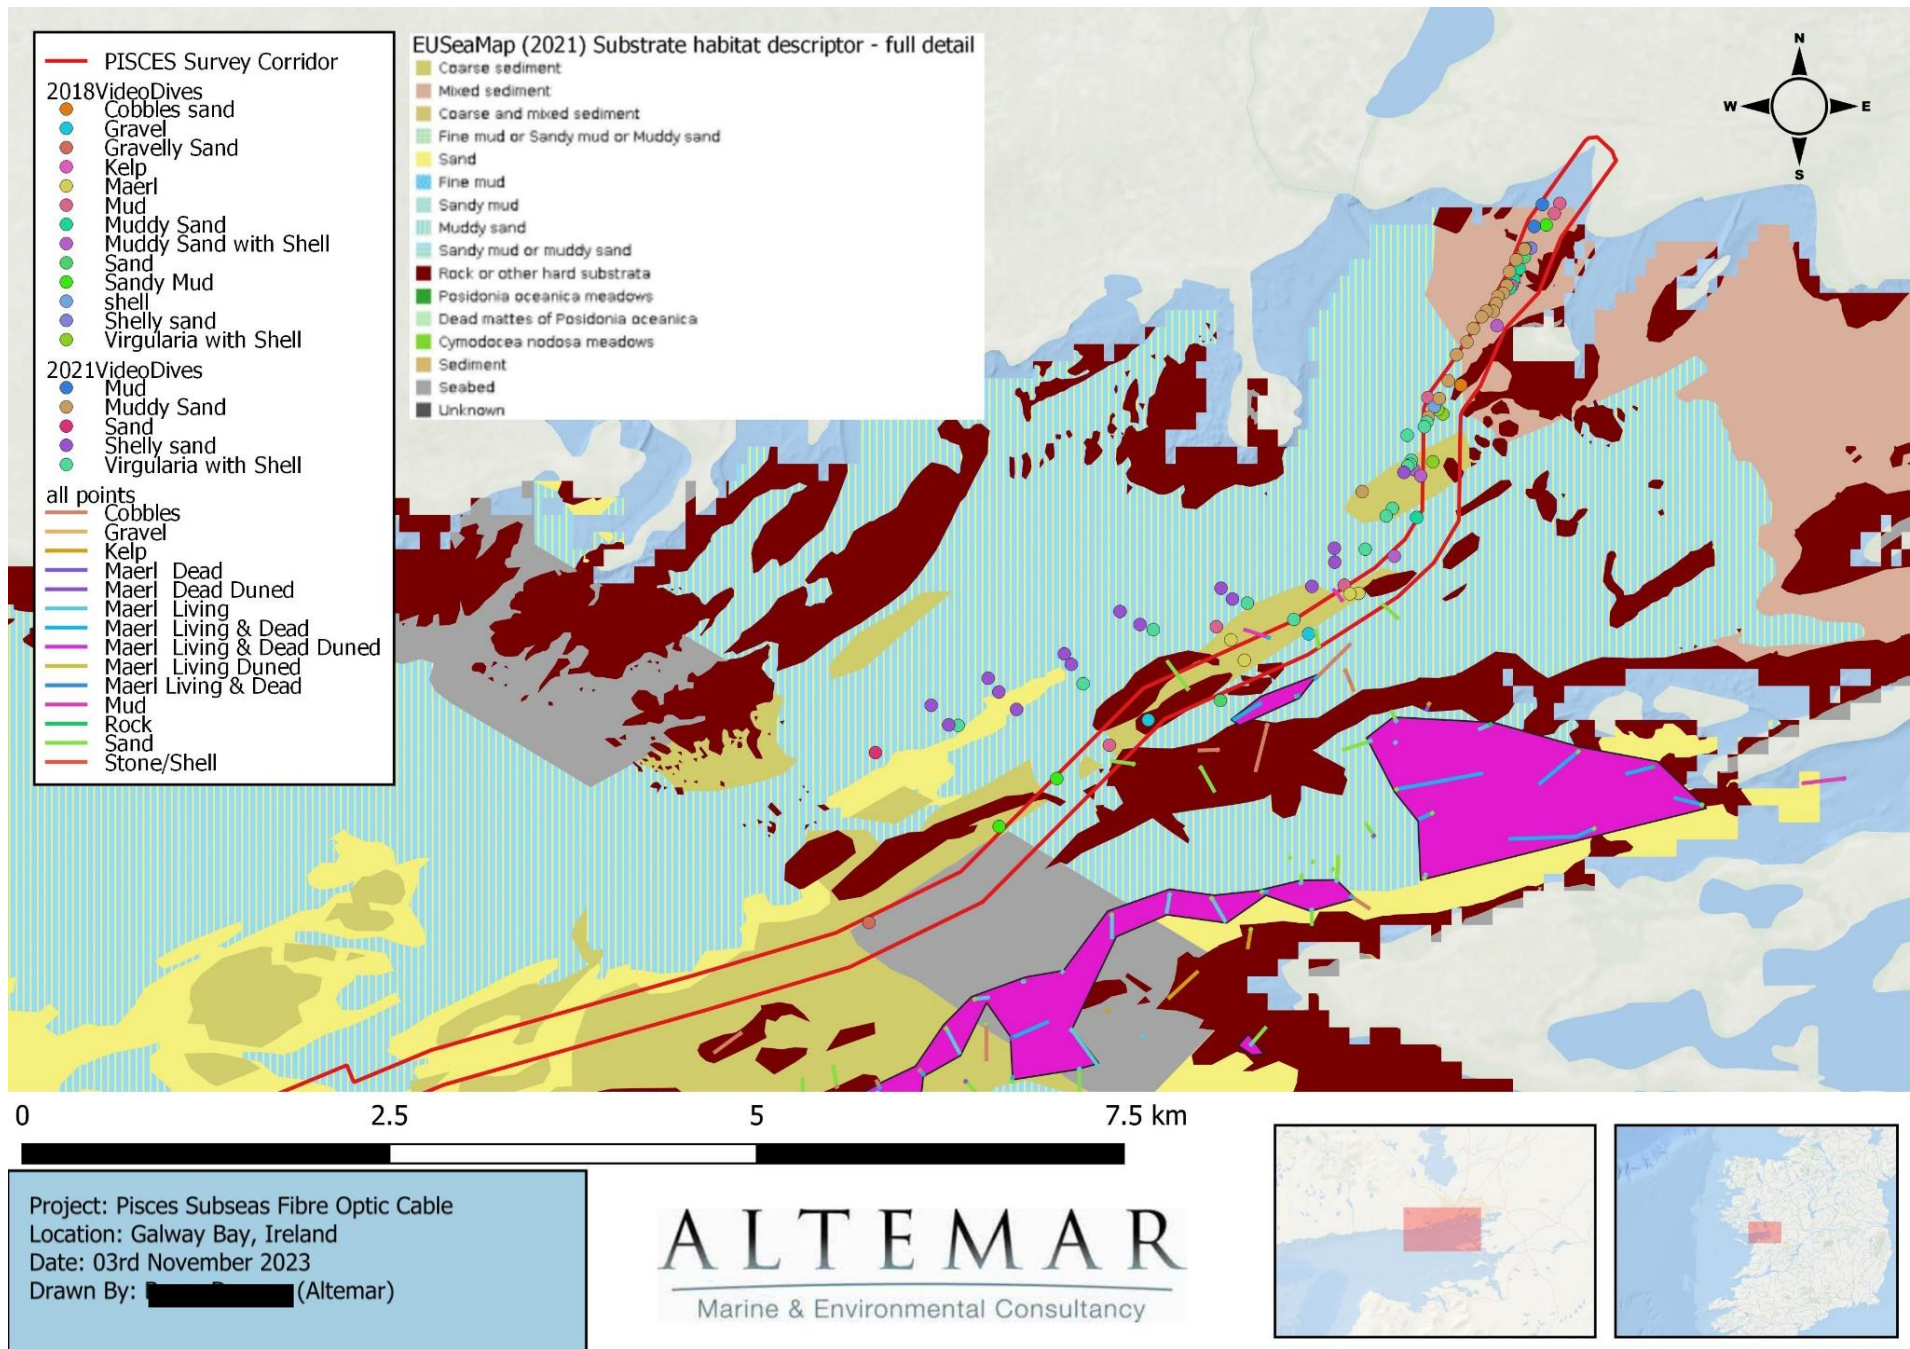 PISCES Survey Corridor
2018VideoDives
Cobbles sand
Gravel
Gravelly Sand
Kelp
Maerl
Mud
Muddy Sand
Muddy Sand with Shell
Sand
Sandy Mud
shell
Shelly sand
Virgularia with Shell
2021VideoDives
Mud
Muddy Sand
Sand
Shelly sand
Virgularia with Shell
all points
Cobbles
Gravel
Kelp
Maerl Dead
Maerl Dead Duned
Maerl Living
Maerl Living & Dead
Maerl Living & Dead Duned
Maerl Living Duned
Maerl Living & Dead
Mud
Rock
Sand
Stone/Shell
EUSeaMap (2021) Substrate habitat descriptor - full detail
Coarse sediment
Mixed sediment
Coarse and mixed sediment
Fine mud or Sandy mud or Muddy sand
Sand
Fine mud
Sandy mud
Muddy sand
Sandy mud or muddy sand
Rock or other hard substrata
Posidonia oceanica meadows
Dead mattes of Posidonia oceanica
Cymodocea nodosa meadows
Sediment
Seabed
Unknown
N
W E
S
0 2.5 5 7.5 km
Project: Pisces Subseas Fibre Optic Cable
Location: Galway Bay, Ireland
Date: 03rd November 2023
Drawn By: (Altemar)
ALTEMAR
Marine & Environmental Consultancy